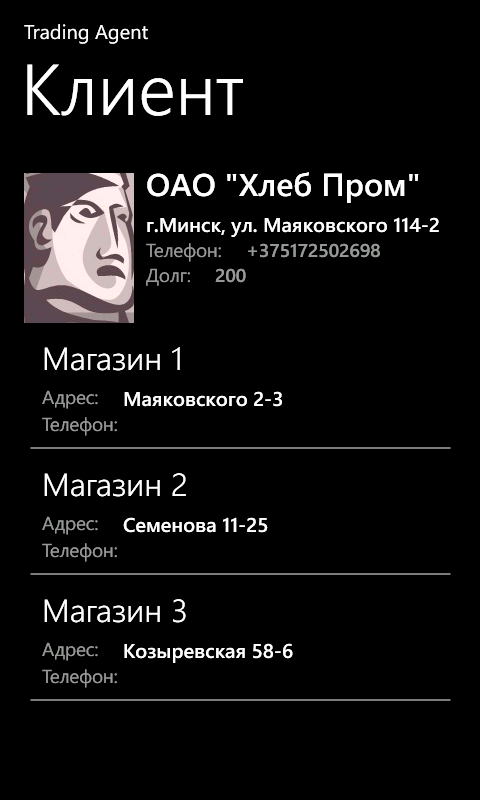 Trading Agent
Клиент
ОАО "Хлеб Пром"
г.Минск, ул. Маяковского 114-2
Телефон: +375172502698
Долг: 200
Магазин 1
Адрес: Маяковского 2-3
Телефон:
Магазин 2
Адрес: Семенова 11-25
Телефон:
Магазин 3
Адрес: Козыревская 58-6
Телефон: